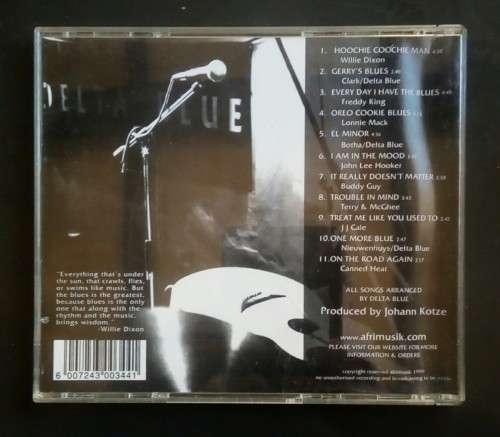 DELTA BLUE
1. HOOCHIE COOCHIE MAN
Willie Dixon
2. GERRY'S BLUES 2:40
Clark/Delta Blue
3. EVERY DAY I HAVE THE BLUES
Freddy King
4. OREO COOKIE BLUES
Lonnie Mack
5. EL MINOR
Botha/Delta Blue
6. I AM IN THE MOOD
John Lee Hooker
7. IT REALLY DOESN'T MATTER
Buddy Guy
8. TROUBLE IN MIND
Terry & McGhee
9. TREAT ME LIKE YOU USED TO
J J Cale
10. ONE MORE BLUE
Nieuwenhuys/Delta Blue
11. ON THE ROAD AGAIN
Canned Heat
ALL SONGS ARRANGED
BY DELTA BLUE
Produced by Johann Kotze
www.afrimusik.com
PLEASE VISIT OUR WEBSITE FOR MORE
INFORMATION & ORDERS
copyright reserved afrimusik 1999
"Everything that's under
the sun, that crawls, flies,
or swims like music. But
the blues is the greatest,
because blues is the only
one that along with the
rhythm and the music,
brings wisdom."
-Willie Dixon
6 007243 003441